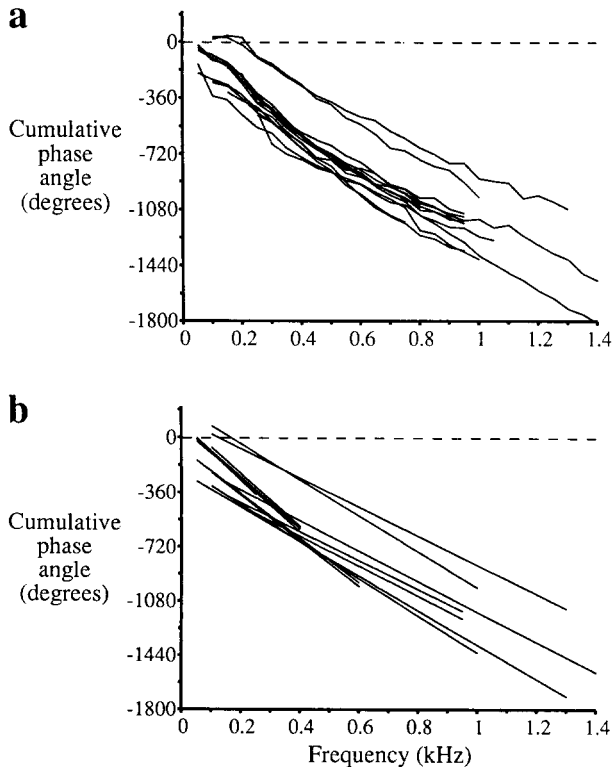 a
0
-360
-720
-1080
-1440
-1800
Cumulative
phase
angle
(degrees)
0 0.2 0.4 0.6 0.8 1 1.2 1.4
b
0
-360
-720
-1080
-1440
-1800
Cumulative
phase
angle
(degrees)
0 0.2 0.4 0.6 0.8 1 1.2 1.4
Frequency (kHz)